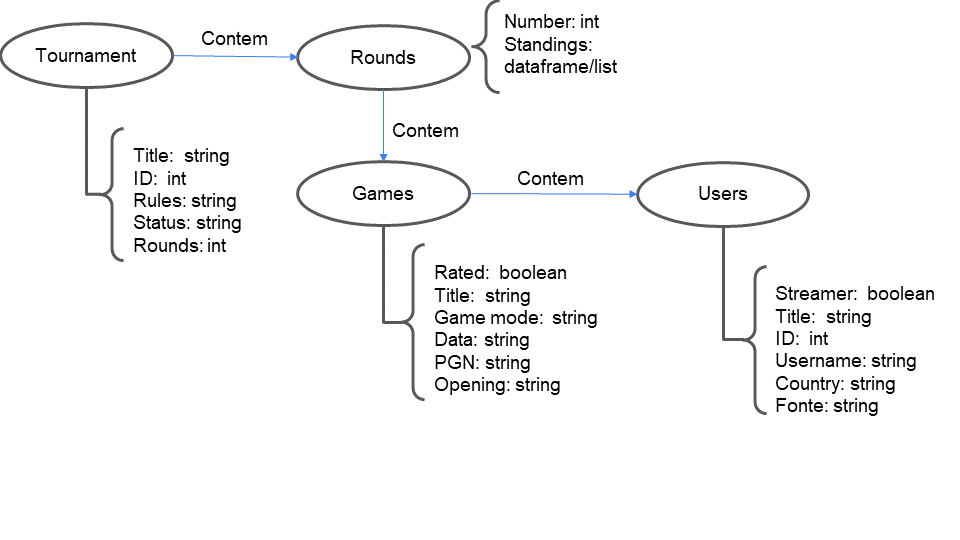 Tournament
Contem
Rounds
Number: int
Standings:
dataframe/list
Contem
Title: string
ID: int
Rules: string
Status: string
Rounds: int
Games
Contem
Users
Rated: boolean
Title: string
Game mode: string
Data: string
PGN: string
Opening: string
Streamer: boolean
Title: string
ID: int
Username: string
Country: string
Fonte: string